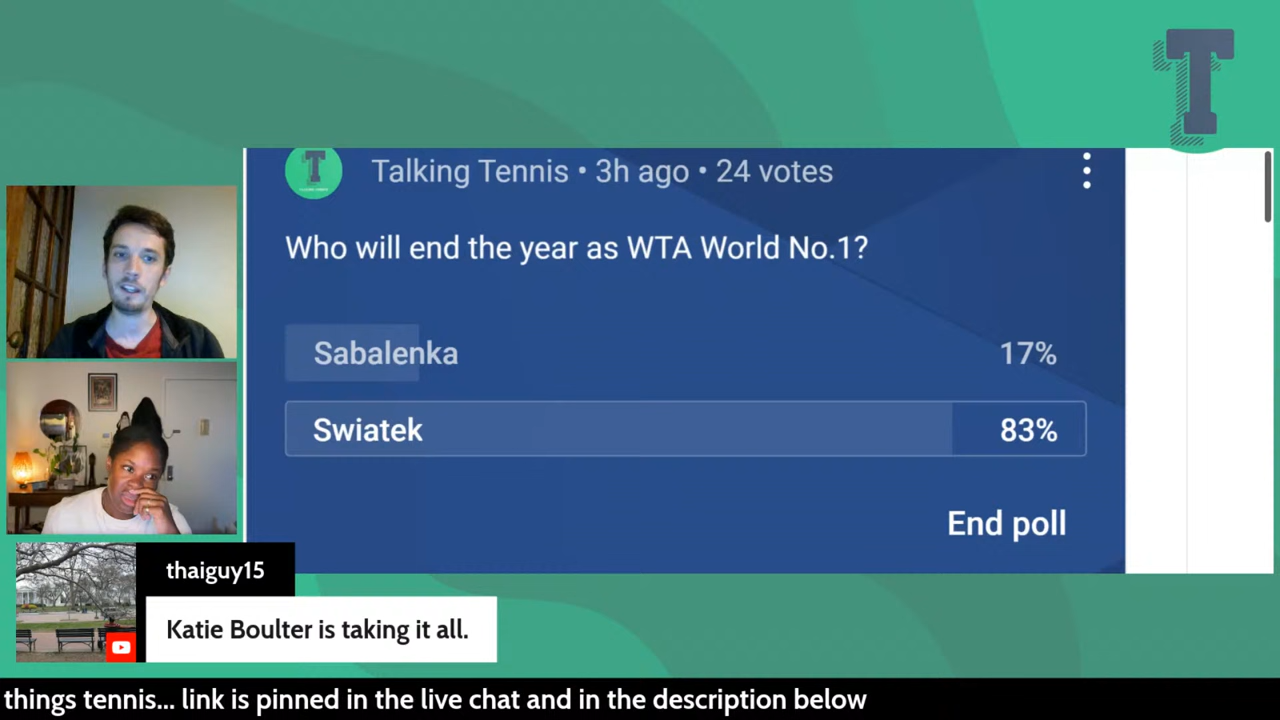 T
Talking Tennis • 3h ago • 24 votes
Who will end the year as WTA World No.1?
Sabalenka 17%
Swiatek 83%
End poll
thaiguy15
Katie Boulter is taking it all.
things tennis... link is pinned in the live chat and in the description below